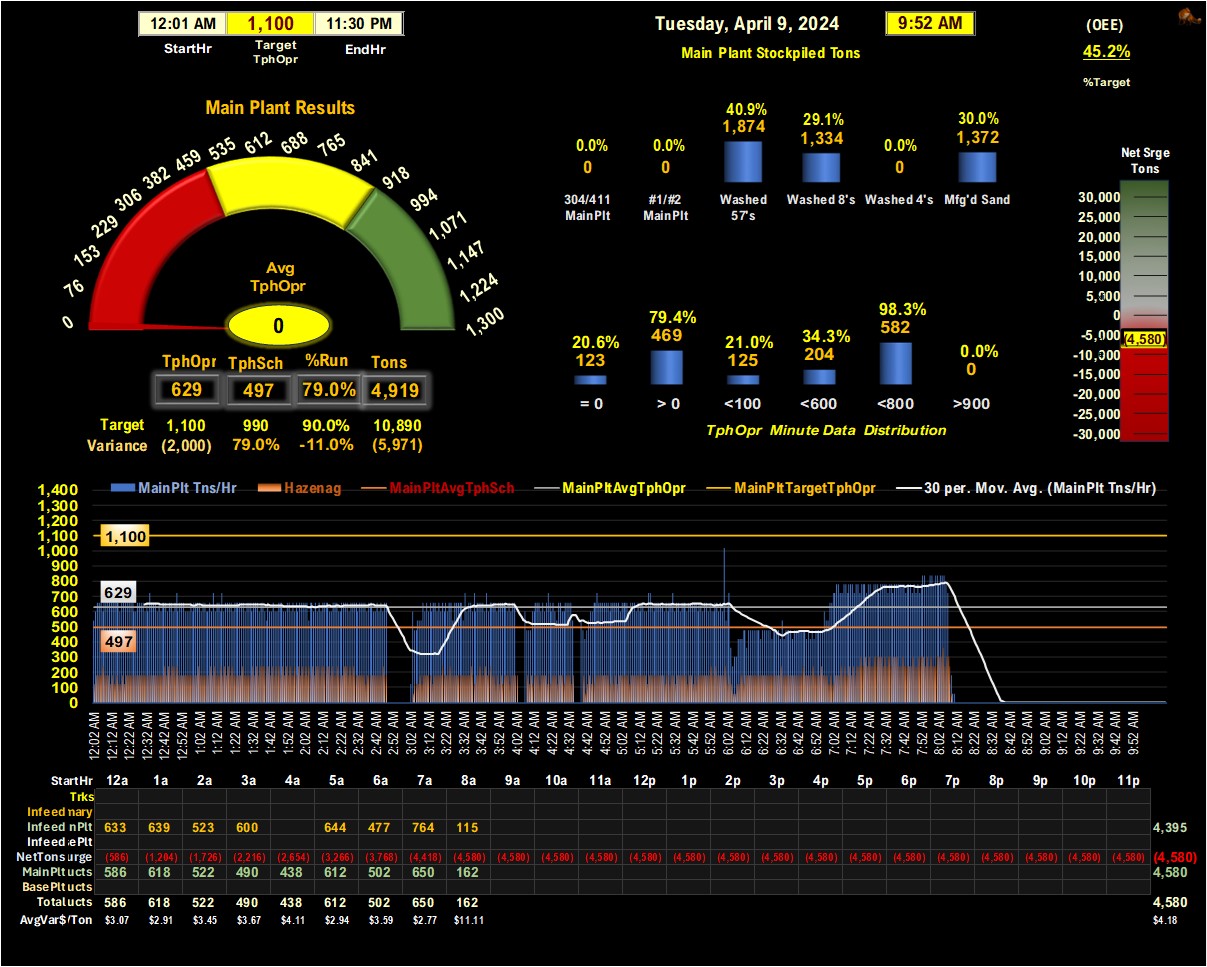 12:01 AM 1,100 11:30 PM
StartHr Target TphOpr EndHr
Tuesday, April 9, 2024 9:52 AM
Main Plant Stockpiled Tons
(OEE)
45.2%
%Target
Main Plant Results
0 76 153 229 306 382 459 535 612 688 765 841 918 994 1,071 1,147 1,224 1,300
Avg
TphOpr
0
TphOpr TphSch %Run Tons
629 497 79.0% 4,919
Target 1,100 990 90.0% 10,890
Variance (2,000) 79.0% -11.0% (5,971)
0.0% 0.0% 40.9% 29.1% 0.0% 30.0%
0 0 1,874 1,334 0 1,372
304/411 #1/#2 Washed Washed 8's Washed 4's Mfg'd Sand
MainPlt MainPlt 57's
20.6% 79.4% 21.0% 34.3% 98.3% 0.0%
123 469 125 204 582 0
= 0 > 0 <100 <600 <800 >900
TphOpr Minute Data Distribution
Net Srge
Tons
30,000
25,000
20,000
15,000
10,000
5,000
0
-5,000
(4,580)
-10,000
-15,000
-20,000
-25,000
-30,000
MainPlt Tns/Hr Hazenag MainPltAvgTphSch MainPltAvgTphOpr MainPltTargetTphOpr 30 per. Mov. Avg. (MainPlt Tns/Hr)
1,400
1,300
1,200
1,100
1,000
900
800
700
600
500
400
300
200
100
0
1,100
629
497
12:02 AM 12:12 AM 12:22 AM 12:32 AM 12:42 AM 12:52 AM 1:02 AM 1:12 AM 1:22 AM 1:32 AM 1:42 AM 1:52 AM 2:02 AM 2:12 AM 2:22 AM 2:32 AM 2:42 AM 2:52 AM 3:02 AM 3:12 AM 3:22 AM 3:32 AM 3:42 AM 3:52 AM 4:02 AM 4:12 AM 4:22 AM 4:32 AM 4:42 AM 4:52 AM 5:02 AM 5:12 AM 5:22 AM 5:32 AM 5:42 AM 5:52 AM 6:02 AM 6:12 AM 6:22 AM 6:32 AM 6:42 AM 6:52 AM 7:02 AM 7:12 AM 7:22 AM 7:32 AM 7:42 AM 7:52 AM 8:02 AM 8:12 AM 8:22 AM 8:32 AM 8:42 AM 8:52 AM 9:02 AM 9:12 AM 9:22 AM 9:32 AM 9:42 AM 9:52 AM
StartHr 12a 1a 2a 3a 4a 5a 6a 7a 8a 9a 10a 11a 12p 1p 2p 3p 4p 5p 6p 7p 8p 9p 10p 11p
Trks
Infeed nary
Infeed nPlt 633 639 523 600 644 477 764 115 4,395
Infeed ePlt
NetTons urge (586) (1,204) (1,726) (2,216) (2,654) (3,266) (3,768) (4,418) (4,580) (4,580) (4,580) (4,580) (4,580) (4,580) (4,580) (4,580) (4,580) (4,580) (4,580) (4,580) (4,580) (4,580) (4,580) (4,580) (4,580)
MainPlt ucts 586 618 522 490 438 612 502 650 162 4,580
BasePlt ucts
Total ucts 586 618 522 490 438 612 502 650 162 4,580
AvgVar$/Ton $3.07 $2.91 $3.45 $3.67 $4.11 $2.94 $3.59 $2.77 $11.11 $4.18